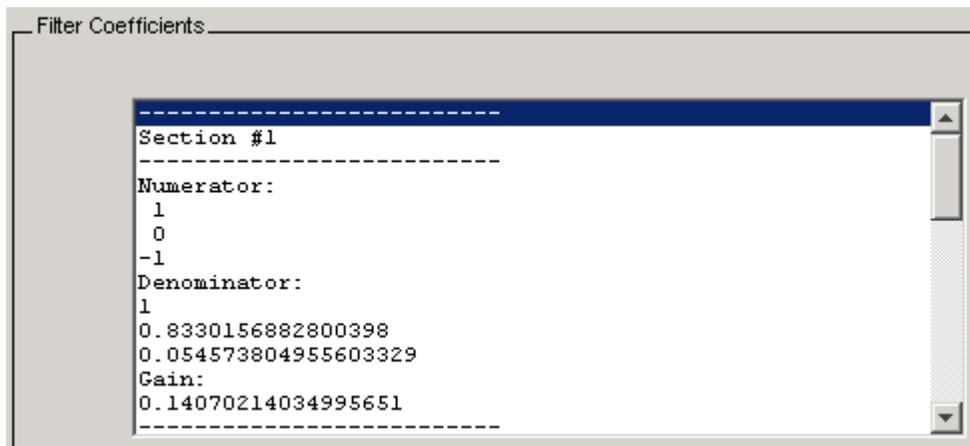 Filter Coefficients
--------------------------
Section #1
--------------------------
Numerator:
1
0
-1
Denominator:
1
0.8330156882800398
0.054573804955603329
Gain:
0.14070214034995651
--------------------------